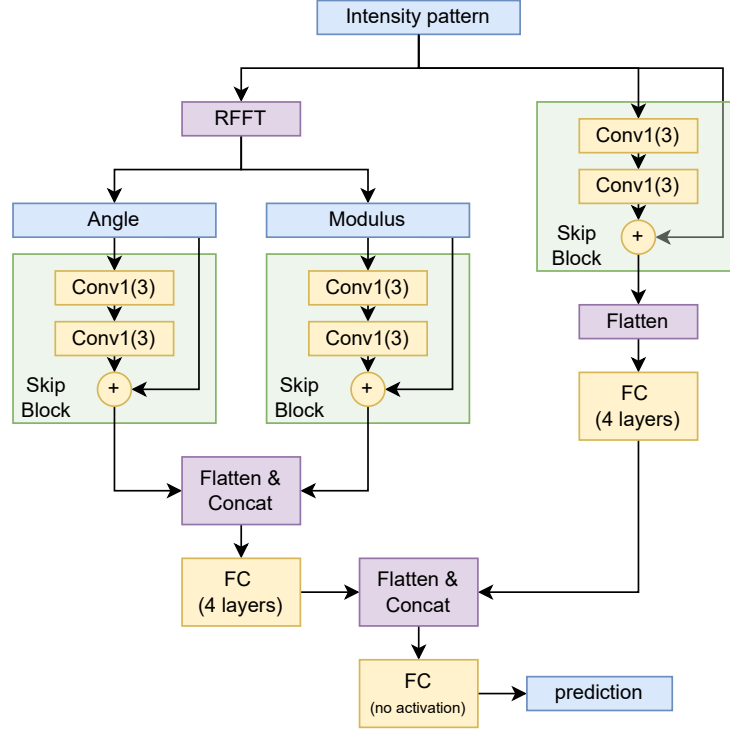 Intensity pattern
RFFT
Angle
Modulus
Conv1(3)
Conv1(3)
+
Skip
Block
Conv1(3)
Conv1(3)
+
Skip
Block
Conv1(3)
Conv1(3)
+
Skip
Block
Flatten
FC
(4 layers)
Flatten &
Concat
FC
(4 layers)
Flatten &
Concat
FC
(no activation)
prediction